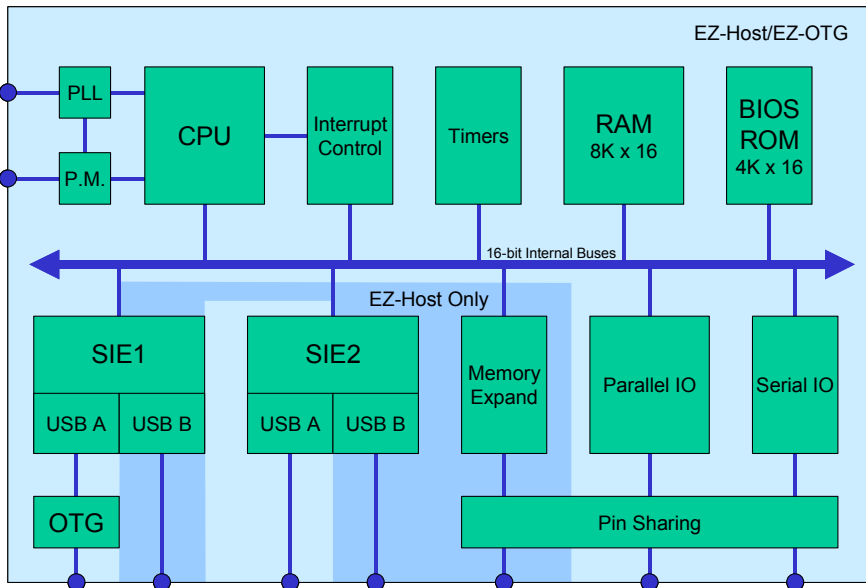 EZ-Host/EZ-OTG
PLL
P.M.
CPU
Interrupt
Control
Timers
RAM
8K x 16
BIOS
ROM
4K x 16
16-bit Internal Buses
EZ-Host Only
SIE1
USB A
USB B
SIE2
USB A
USB B
Memory
Expand
Parallel IO
Serial IO
OTG
Pin Sharing